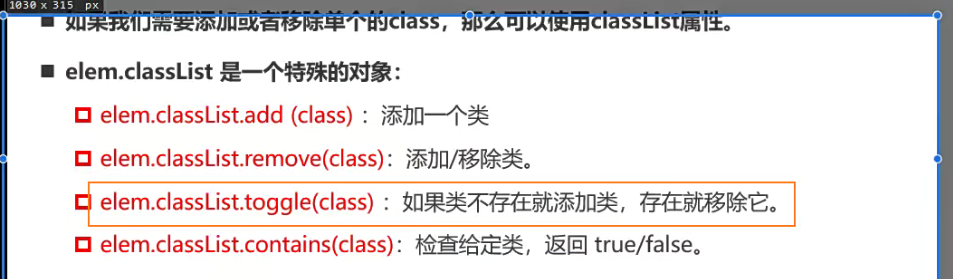 1030 x 315 px
如果我们需要添加或者移除单个的class，那么可以使用classList属性。
elem.classList 是一个特殊的对象：
elem.classList.add (class) ：添加一个类
elem.classList.remove(class)：添加/移除类。
elem.classList.toggle(class) ：如果类不存在就添加类，存在就移除它。
elem.classList.contains(class)：检查给定类，返回 true/false。